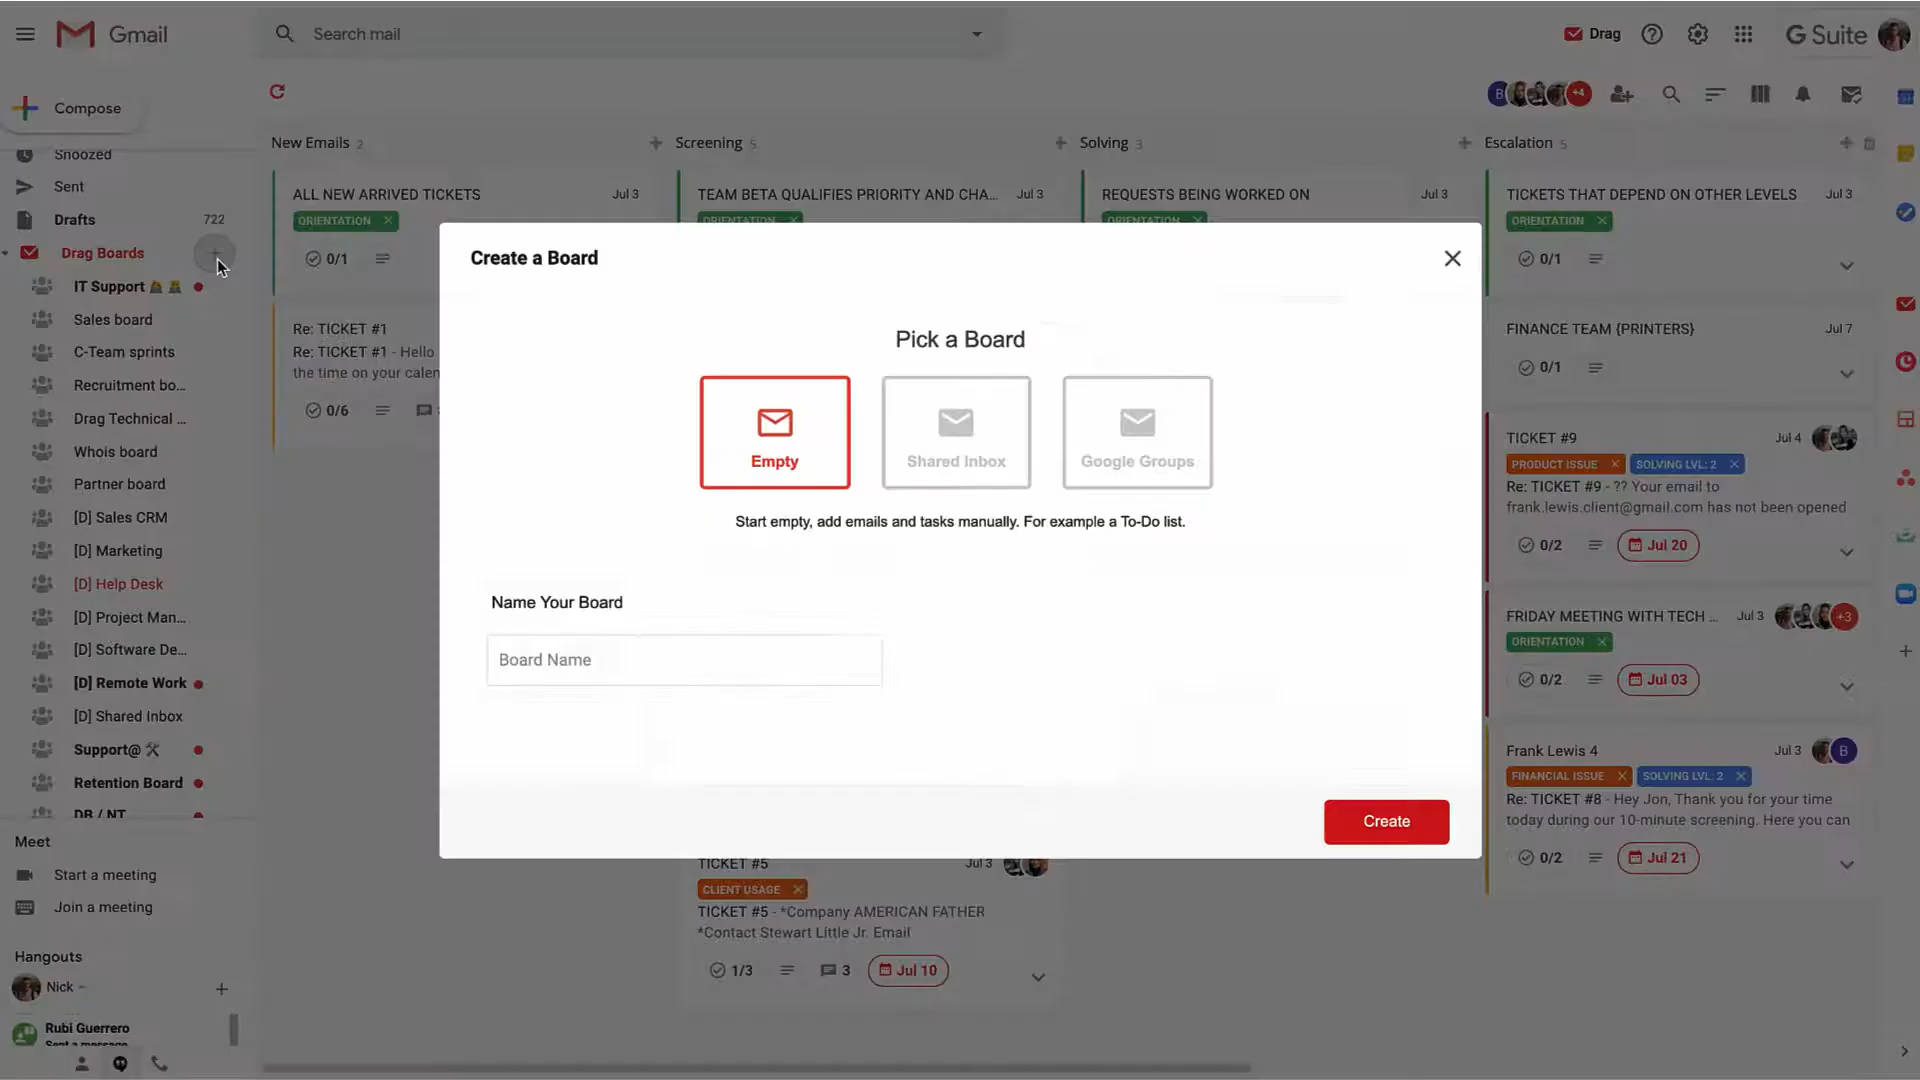 Gmail
Search mail
Drag
G Suite
Compose
B
+4
Snoozed
Sent
Drafts 722
Drag Boards
IT Support
Sales board
C-Team sprints
Recruitment bo...
Drag Technical ...
Whois board
Partner board
[D] Sales CRM
[D] Marketing
[D] Help Desk
[D] Project Man...
[D] Software De...
[D] Remote Work
[D] Shared Inbox
Support@
Retention Board
DB / NT
Meet
Start a meeting
Join a meeting
Hangouts
Nick
Rubi Guerrero
Sent a message
New Emails 2
ALL NEW ARRIVED TICKETS Jul 3
ORIENTATION
0/1
Re: TICKET #1
Re: TICKET #1 - Hello
the time on your calen
0/6
Screening 5
TEAM BETA QUALIFIES PRIORITY AND CHA... Jul 3
ORIENTATION
Solving 3
REQUESTS BEING WORKED ON Jul 3
ORIENTATION
Create a Board
Pick a Board
Empty
Shared Inbox
Google Groups
Start empty, add emails and tasks manually. For example a To-Do list.
Name Your Board
Board Name
Create
TICKET #5 Jul 3
CLIENT USAGE
TICKET #5 - *Company AMERICAN FATHER
*Contact Stewart Little Jr. Email
1/3 3 Jul 10
Escalation 5
TICKETS THAT DEPEND ON OTHER LEVELS Jul 3
ORIENTATION
0/1
FINANCE TEAM {PRINTERS} Jul 7
0/1
TICKET #9 Jul 4
PRODUCT ISSUE SOLVING LVL: 2
Re: TICKET #9 - ?? Your email to
frank.lewis.client@gmail.com has not been opened
0/2 Jul 20
FRIDAY MEETING WITH TECH ... Jul 3 +3
ORIENTATION
0/2 Jul 03
Frank Lewis 4 Jul 3 B
FINANCIAL ISSUE SOLVING LVL: 2
Re: TICKET #8 - Hey Jon, Thank you for your time
today during our 10-minute screening. Here you can
0/2 Jul 21